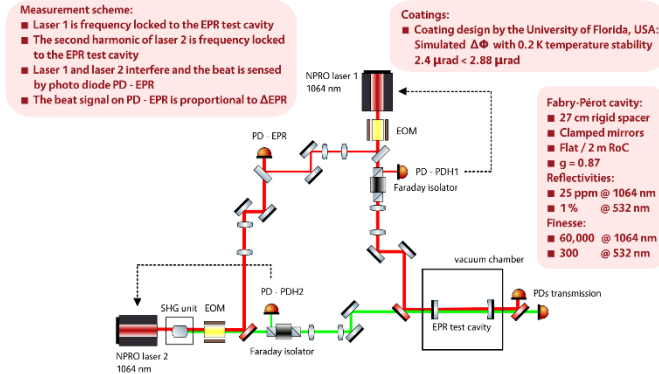 Measurement scheme:
■ Laser 1 is frequency locked to the EPR test cavity
■ The second harmonic of laser 2 is frequency locked
to the EPR test cavity
■ Laser 1 and laser 2 interfere and the beat is sensed
by photo diode PD - EPR
■ The beat signal on PD - EPR is proportional to ΔEPR
Coatings:
■ Coating design by the University of Florida, USA:
Simulated ΔΦ with 0.2 K temperature stability
2.4 µrad < 2.88 µrad
NPRO laser 1
1064 nm
EOM
PD - EPR
PD - PDH1
Faraday isolator
Fabry-Pérot cavity:
■ 27 cm rigid spacer
■ Clamped mirrors
■ Flat / 2 m RoC
■ g = 0.87
Reflectivities:
■ 25 ppm @ 1064 nm
■ 1 % @ 532 nm
Finesse:
■ 60,000 @ 1064 nm
■ 300 @ 532 nm
vacuum chamber
PD - PDH2
PDs transmission
SHG unit
EOM
EPR test cavity
NPRO laser 2
1064 nm
Faraday isolator